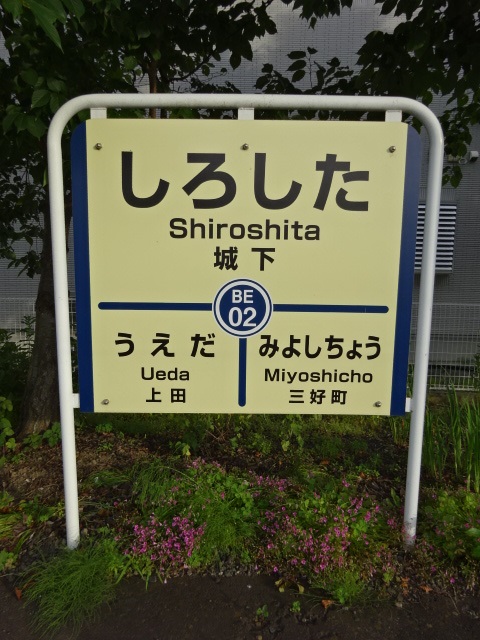 しろした
Shiroshita
城下
BE
02
うえだ
Ueda
上田
みよしちょう
Miyoshicho
三好町